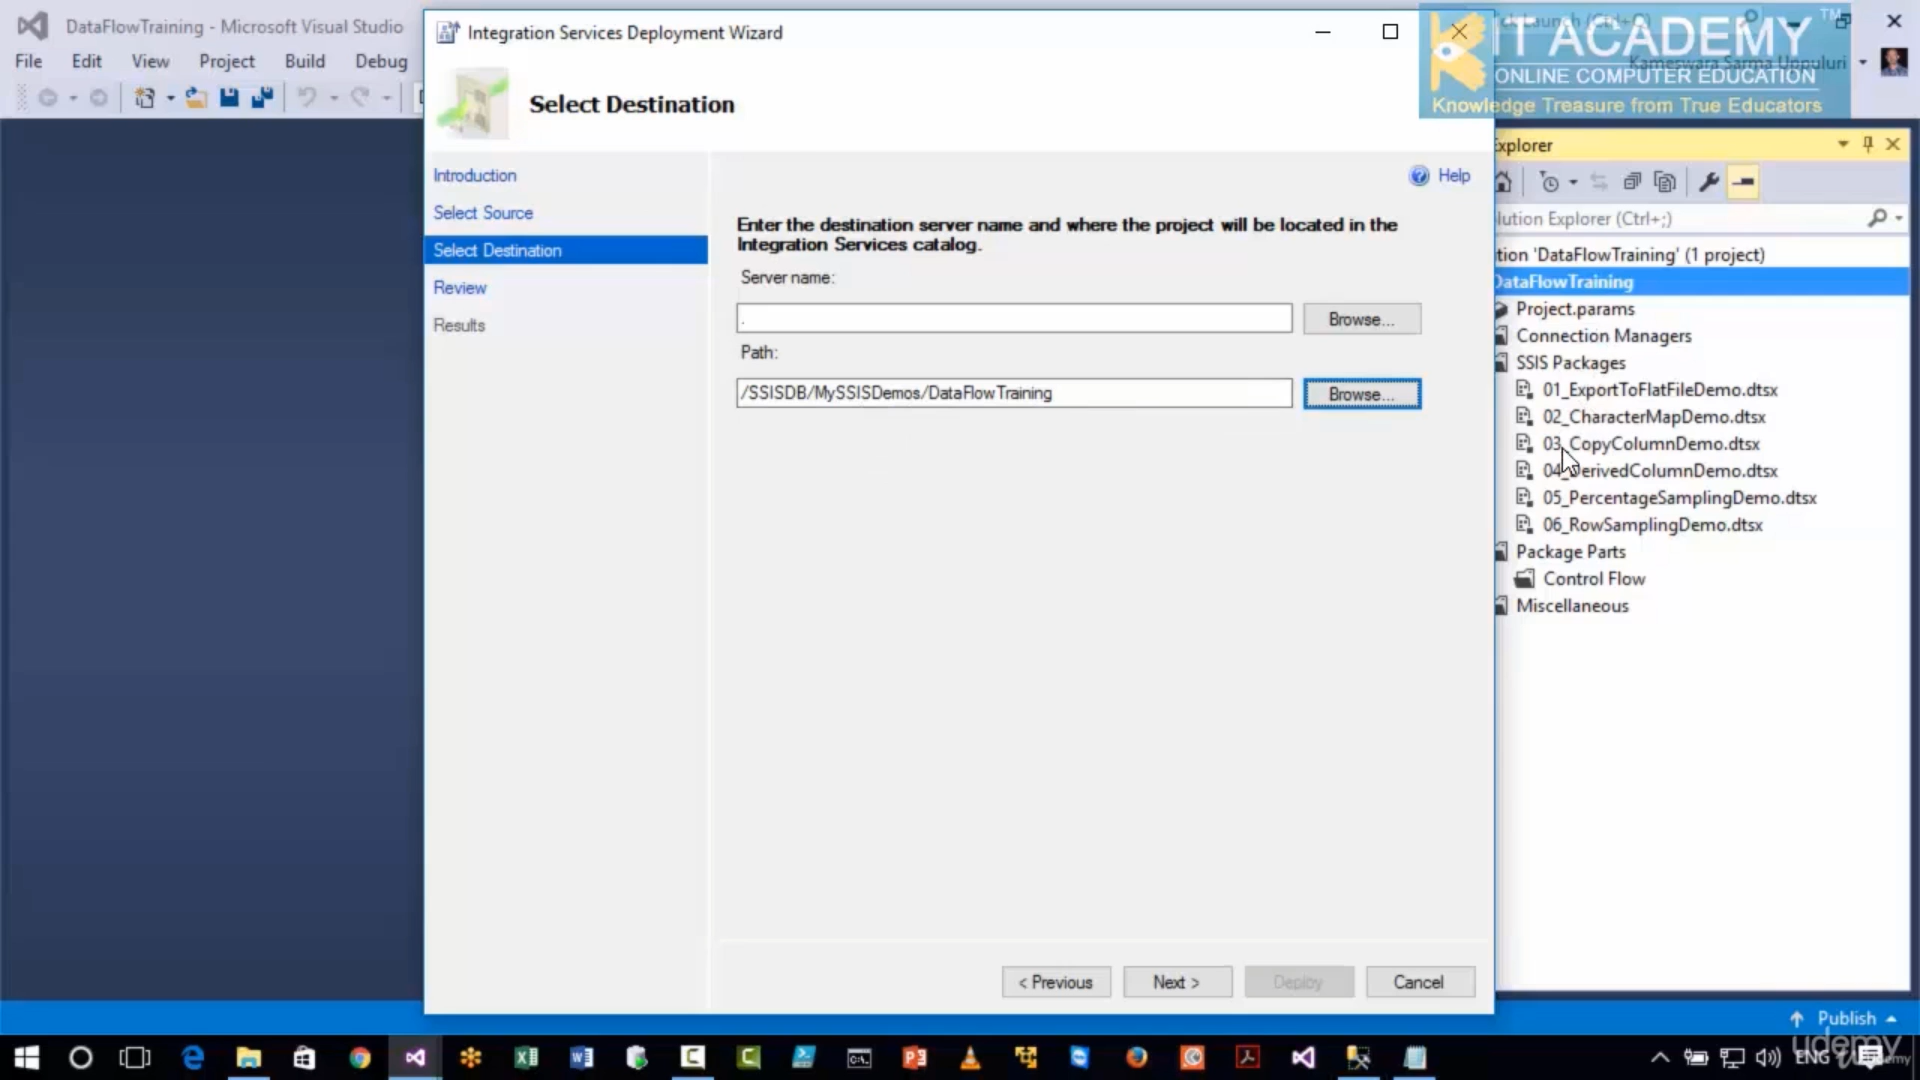 DataFlowTraining - Microsoft Visual Studio
File Edit View Project Build Debug
Integration Services Deployment Wizard
Select Destination
Introduction
Select Source
Select Destination
Review
Results
Help
Enter the destination server name and where the project will be located in the
Integration Services catalog.
Server name:
.
Browse...
Path:
/SSISDB/MySSISDemos/DataFlowTraining
Browse...
< Previous
Next >
Deploy
Cancel
IT ACADEMY
TM
ONLINE COMPUTER EDUCATION
Knowledge Treasure from True Educators
Kameswara Sarma Uppuluri
Explorer
lution Explorer (Ctrl+;)
tion 'DataFlowTraining' (1 project)
DataFlowTraining
Project.params
Connection Managers
SSIS Packages
01_ExportToFlatFileDemo.dtsx
02_CharacterMapDemo.dtsx
03_CopyColumnDemo.dtsx
04_DerivedColumnDemo.dtsx
05_PercentageSamplingDemo.dtsx
06_RowSamplingDemo.dtsx
Package Parts
Control Flow
Miscellaneous
Publish
ENG
udemy